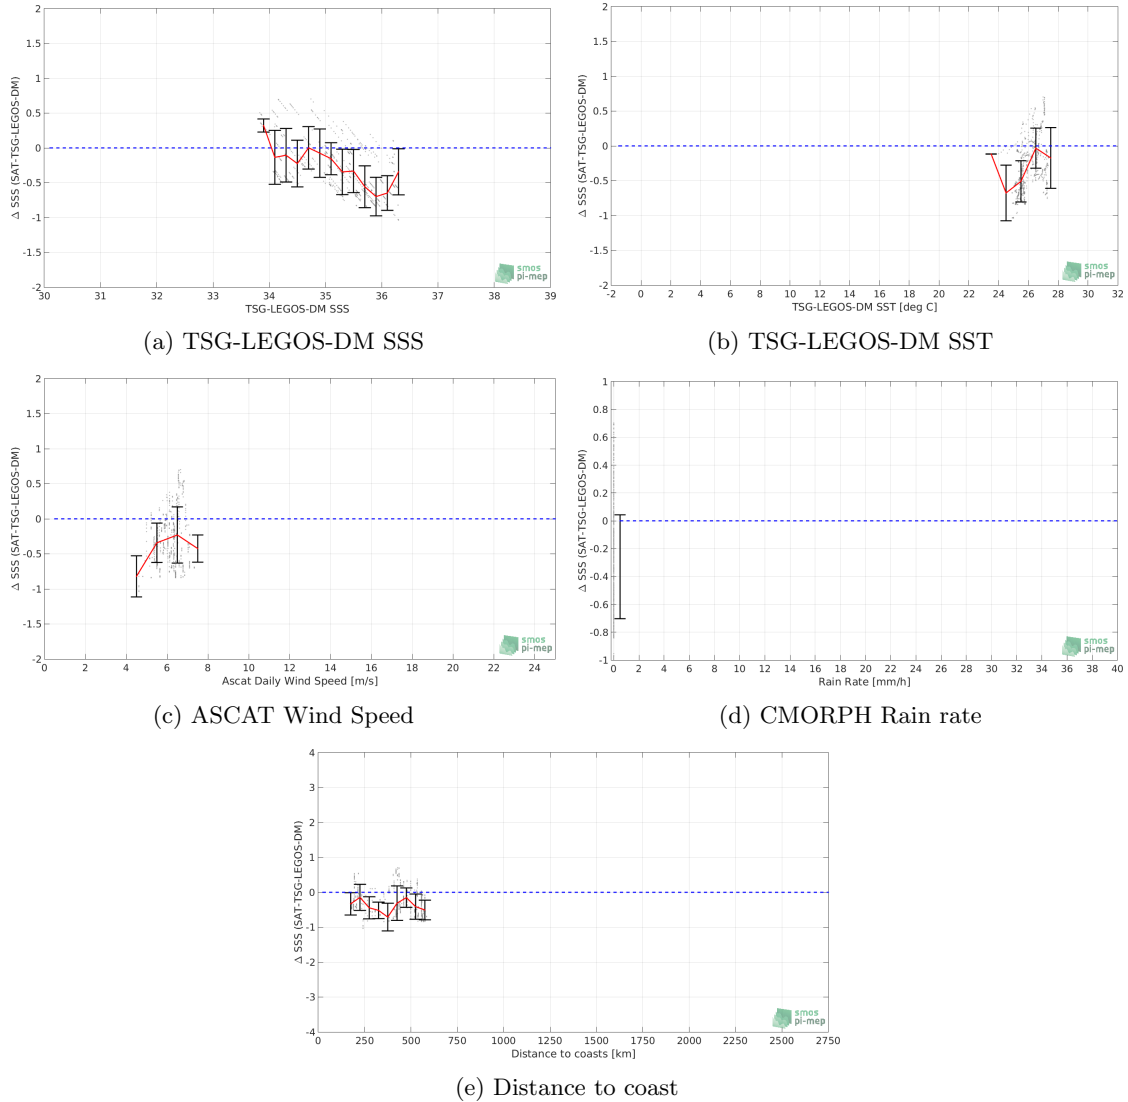 2
1.5
1
0.5
0
-0.5
-1
-1.5
-2
Δ SSS (SAT-TSG-LEGOS-DM)
30 31 32 33 34 35 36 37 38 39
TSG-LEGOS-DM SSS
smos
pi-mep
(a) TSG-LEGOS-DM SSS
2
1.5
1
0.5
0
-0.5
-1
-1.5
-2
Δ SSS (SAT-TSG-LEGOS-DM)
-2 0 2 4 6 8 10 12 14 16 18 20 22 24 26 28 30 32
TSG-LEGOS-DM SST [deg C]
smos
pi-mep
(b) TSG-LEGOS-DM SST
2
1.5
1
0.5
0
-0.5
-1
-1.5
-2
Δ SSS (SAT-TSG-LEGOS-DM)
0 2 4 6 8 10 12 14 16 18 20 22 24
Ascat Daily Wind Speed [m/s]
smos
pi-mep
(c) ASCAT Wind Speed
1
0.8
0.6
0.4
0.2
0
-0.2
-0.4
-0.6
-0.8
-1
Δ SSS (SAT-TSG-LEGOS-DM)
0 2 4 6 8 10 12 14 16 18 20 22 24 26 28 30 32 34 36 38 40
Rain Rate [mm/h]
smos
pi-mep
(d) CMORPH Rain rate
4
3
2
1
0
-1
-2
-3
-4
Δ SSS (SAT-TSG-LEGOS-DM)
0 250 500 750 1000 1250 1500 1750 2000 2250 2500 2750
Distance to coasts [km]
smos
pi-mep
(e) Distance to coast